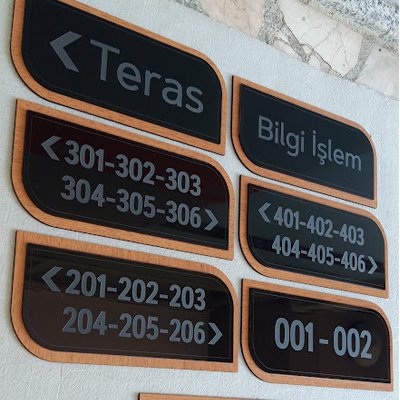 < Teras
Bilgi İşlem
< 301-302-303
304-305-306 >
< 401-402-403
404-405-406 >
< 201-202-203
204-205-206 >
001 - 002